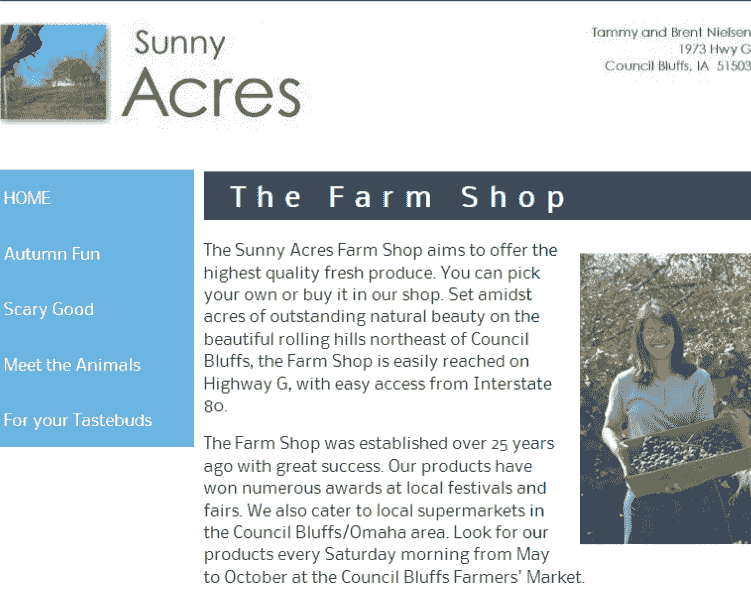 Sunny
Acres
Tammy and Brent Nielsen
1973 Hwy G
Council Bluffs, IA 51503
HOME
Autumn Fun
Scary Good
Meet the Animals
For your Tastebuds
The Farm Shop
The Sunny Acres Farm Shop aims to offer the
highest quality fresh produce. You can pick
your own or buy it in our shop. Set amidst
acres of outstanding natural beauty on the
beautiful rolling hills northeast of Council
Bluffs, the Farm Shop is easily reached on
Highway G, with easy access from Interstate
80.
The Farm Shop was established over 25 years
ago with great success. Our products have
won numerous awards at local festivals and
fairs. We also cater to local supermarkets in
the Council Bluffs/Omaha area. Look for our
products every Saturday morning from May
to October at the Council Bluffs Farmers' Market.